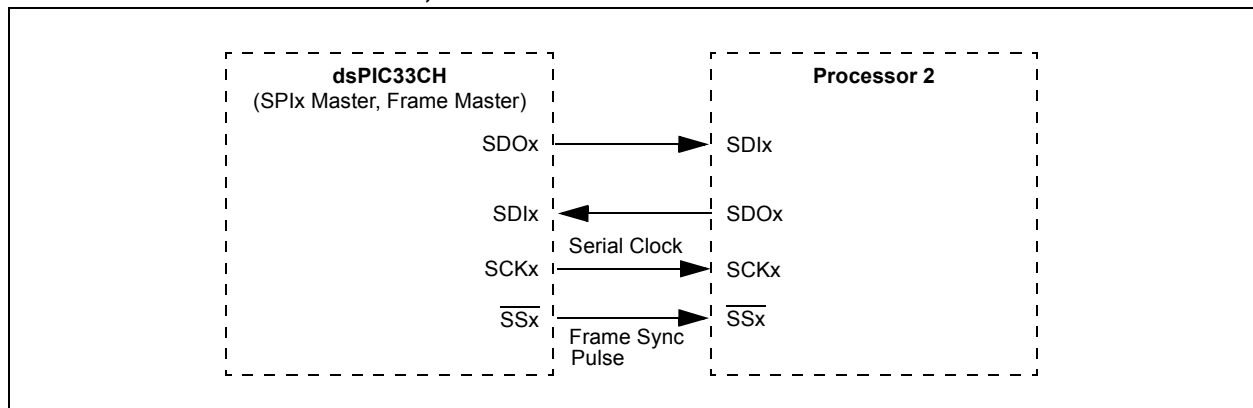 dsPIC33CH Processor 2
(SPIx Master, Frame Master)
SDOx SDIx
SDIx SDOx
Serial Clock
SCKx SCKx
SSx SSx
Frame Sync
Pulse